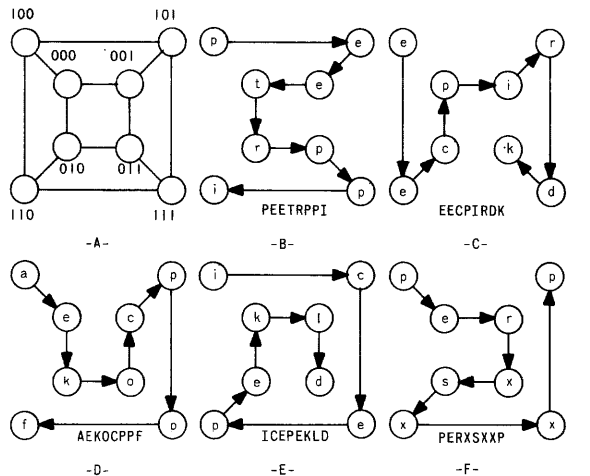 100 101
000 001
010 011
110 111
-A-
p e
t e
r p
i p
PEETRPPI
-B-
e r
p i
c k
e d
EECPIRDK
-C-
a p
e c
k o
f p
AEKOCPPF
-D-
i c
k l
e d
p e
ICEPEKLD
-E-
p p
e r
s x
x x
PERXSXXP
-F-